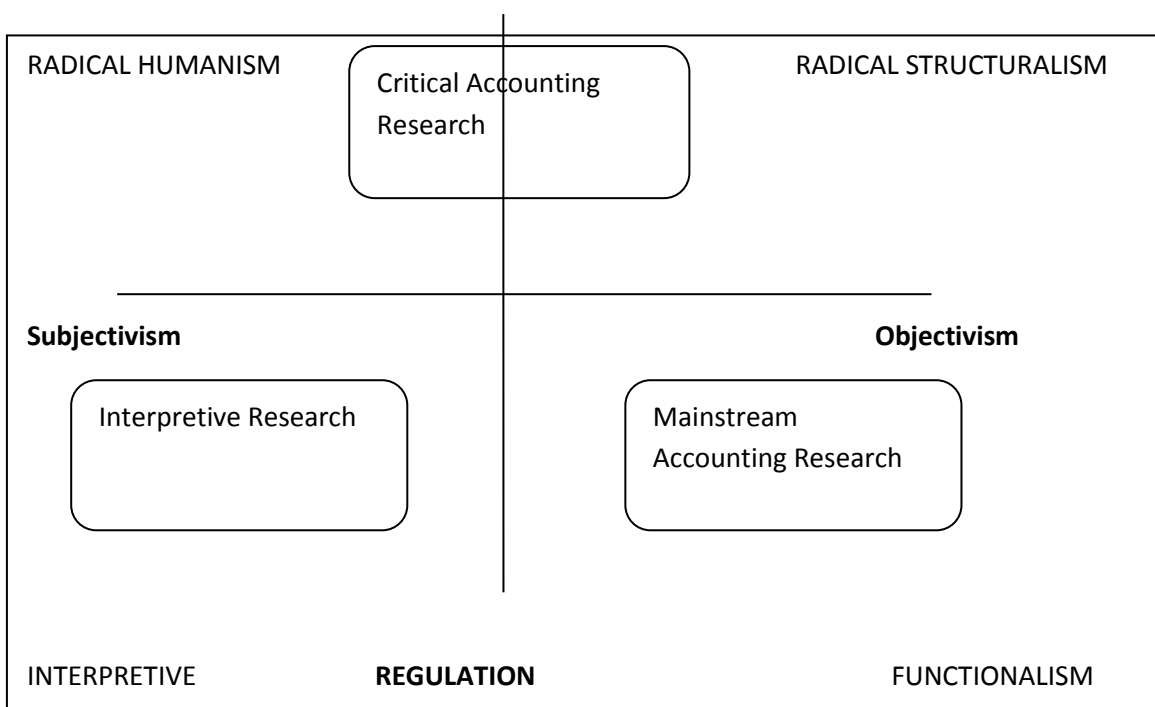 RADICAL HUMANISM
RADICAL STRUCTURALISM
Critical Accounting
Research
Subjectivism
Objectivism
Interpretive Research
Mainstream
Accounting Research
INTERPRETIVE
REGULATION
FUNCTIONALISM